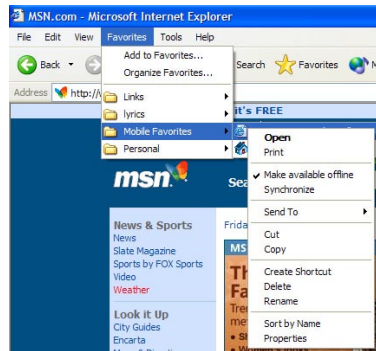 MSN.com - Microsoft Internet Explorer
File Edit View Favorites Tools Help
Back Search Favorites
Add to Favorites...
Organize Favorites...
Address http://
Links
lyrics
Mobile Favorites
Personal
it's FREE
Open
Print
Make available offline
Synchronize
Send To
Cut
Copy
Create Shortcut
Delete
Rename
Sort by Name
Properties
msn
Sea
News & Sports
News
Slate Magazine
Sports by FOX Sports
Video
Weather
Look it Up
City Guides
Encarta
Frida
MS
Th
Fa
Tre
me